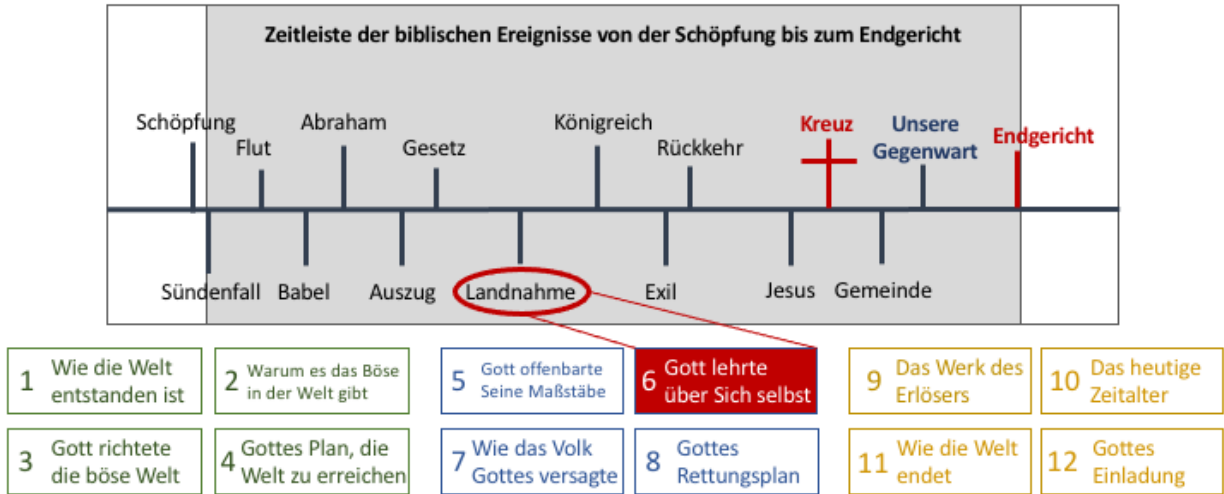 Zeitleiste der biblischen Ereignisse von der Schöpfung bis zum Endgericht
Schöpfung
Flut
Abraham
Gesetz
Königreich
Rückkehr
Kreuz
Unsere
Gegenwart
Endgericht
Sündenfall
Babel
Auszug
Landnahme
Exil
Jesus
Gemeinde
1 Wie die Welt
entstanden ist
2 Warum es das Böse
in der Welt gibt
5 Gott offenbarte
Seine Maßstäbe
6 Gott lehrte
über Sich selbst
9 Das Werk des
Erlösers
10 Das heutige
Zeitalter
3 Gott richtete
die böse Welt
4 Gottes Plan, die
Welt zu erreichen
7 Wie das Volk
Gottes versagte
8 Gottes
Rettungsplan
11 Wie die Welt
endet
12 Gottes
Einladung